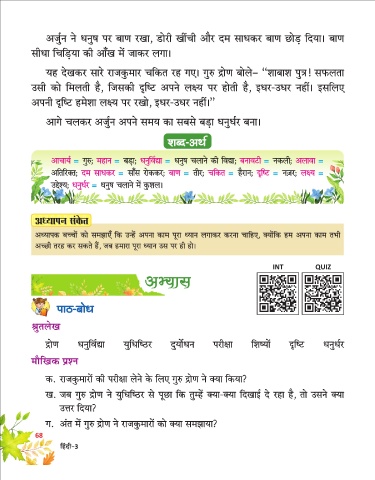 अर्जुन ने धनुष पर बाण रखा, डोरी खींची और दम साधकर बाण छोड़ दिया। बाण
सीधा चिड़िया की आँख में जाकर लगा।
यह देखकर सारे राजकुमार चकित रह गए। गुरु द्रोण बोले– “शाबाश पुत्र! सफलता
उसी को मिलती है, जिसकी दृष्टि अपने लक्ष्य पर होती है, इधर-उधर नहीं। इसलिए
अपनी दृष्टि हमेशा लक्ष्य पर रखो, इधर-उधर नहीं।”
आगे चलकर अर्जुन अपने समय का सबसे बड़ा धनुर्धर बना।
शब्द-अर्थ
आचार्य = गुरु; महान = बड़ा; धनुर्विद्या = धनुष चलाने की विद्या; बनावटी = नकली; अलावा =
अतिरिक्त; दम साधकर = साँस रोककर; बाण = तीर; चकित = हैरान; दृष्टि = नज़र; लक्ष्य =
उद्देश्य; धनुर्धर = धनुष चलाने में कुशल।
अध्यापन संकेत
अध्यापक बच्चों को समझाएँ कि उन्हें अपना काम पूरा ध्यान लगाकर करना चाहिए, क्योंकि हम अपना काम तभी
अच्छी तरह कर सकते हैं, जब हमारा पूरा ध्यान उस पर ही हो।
INT QUIZ
अभ्यास
पाठ-बोध
श्रुतलेख
द्रोण धनुर्विद्या युधिष्ठिर दुर्योधन परीक्षा शिष्यों दृष्टि धनुर्धर
मौखिक प्रश्न
क. राजकुमारों की परीक्षा लेने के लिए गुरु द्रोण ने क्या किया?
ख. जब गुरु द्रोण ने युधिष्ठिर से पूछा कि तुम्हें क्या-क्या दिखाई दे रहा है, तो उसने क्या
उत्तर दिया?
ग. अंत में गुरु द्रोण ने राजकुमारों को क्या समझाया?
68
हिंदी-3